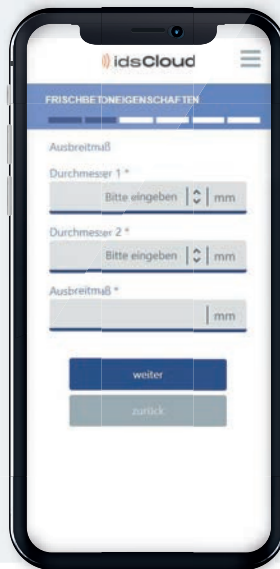 idsCloud
FRISCHBETONEIGENSCHAFTEN
Ausbreitmaß
Durchmesser 1 *
Bitte eingeben mm
Durchmesser 2 *
Bitte eingeben mm
Ausbreitmaß *
mm
weiter
zurück